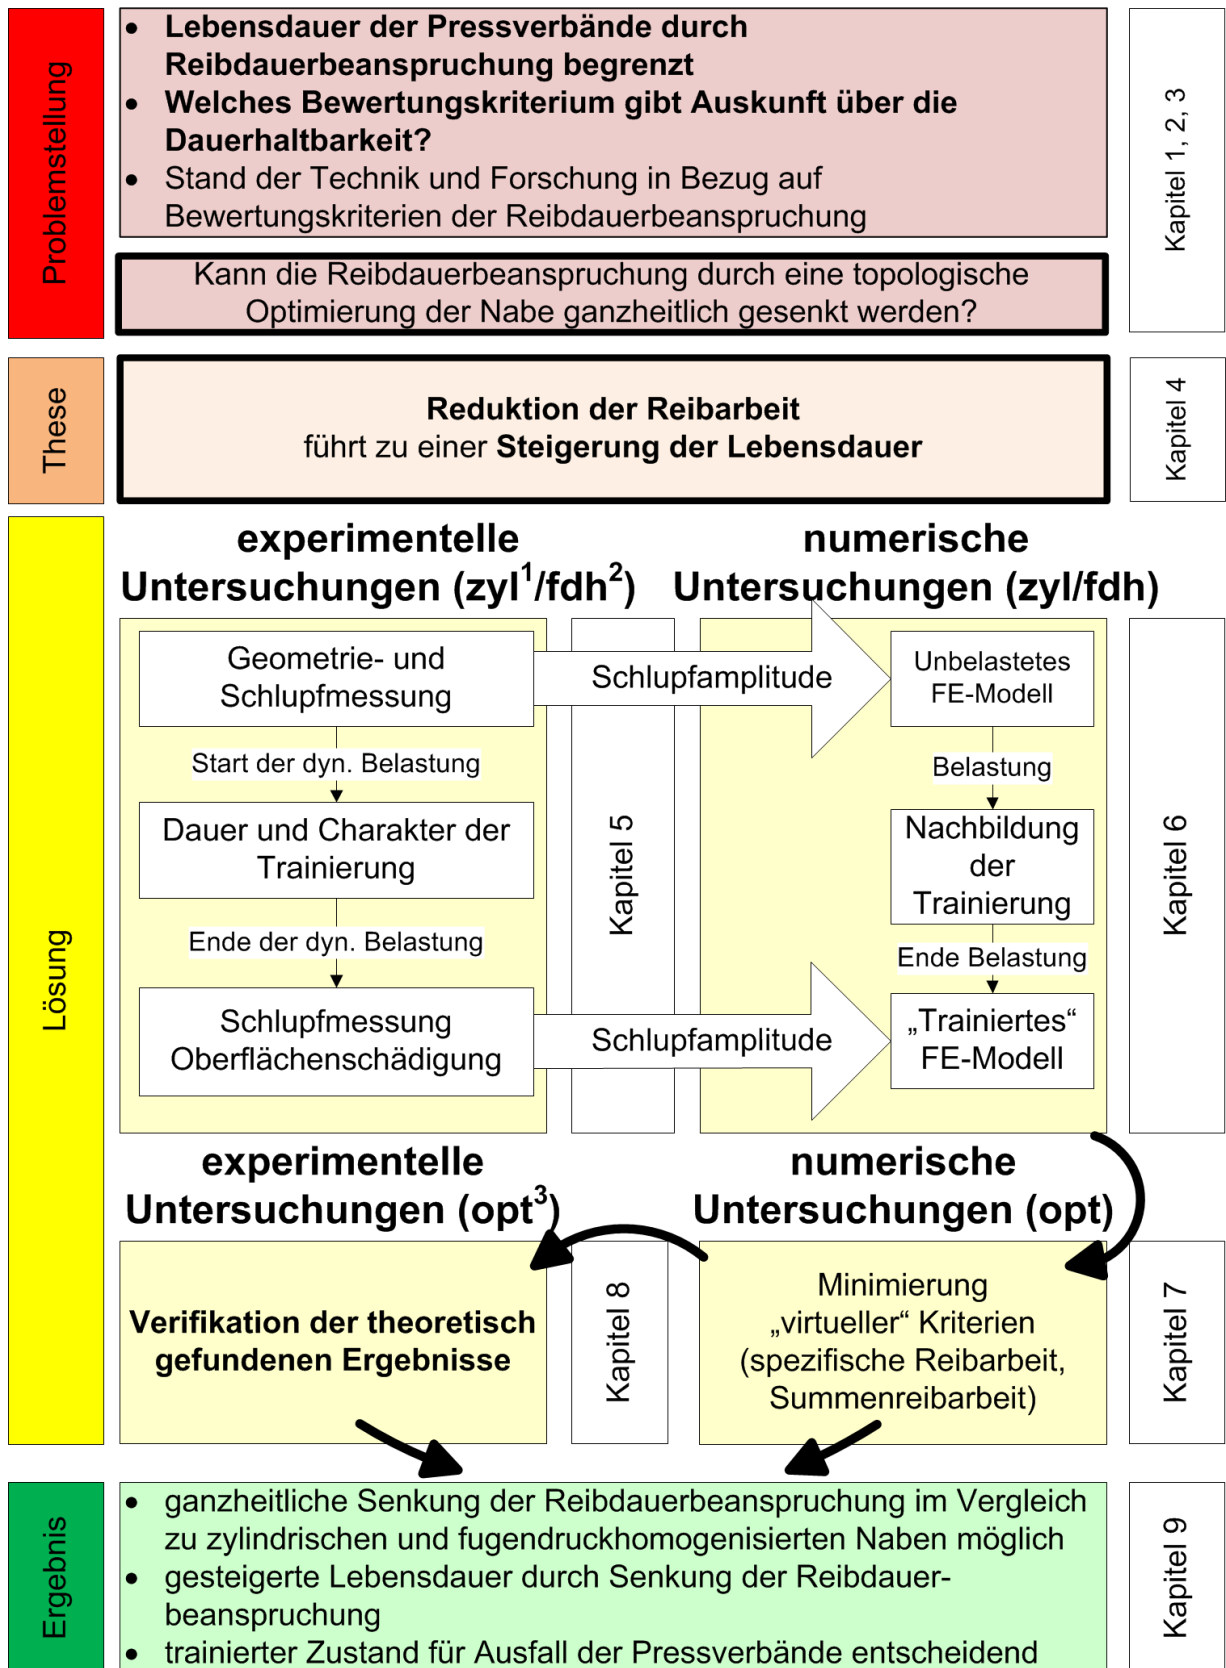 Problemstellung
• Lebensdauer der Pressverbände durch
Reibdauerbeanspruchung begrenzt
• Welches Bewertungskriterium gibt Auskunft über die
Dauerhaltbarkeit?
• Stand der Technik und Forschung in Bezug auf
Bewertungskriterien der Reibdauerbeanspruchung
Kann die Reibdauerbeanspruchung durch eine topologische
Optimierung der Nabe ganzheitlich gesenkt werden?
Kapitel 1, 2, 3
These
Reduktion der Reibarbeit
führt zu einer Steigerung der Lebensdauer
Kapitel 4
Lösung
experimentelle
Untersuchungen (zyl¹/fdh²)
Geometrie- und
Schlupfmessung
Start der dyn. Belastung
Dauer und Charakter der
Trainierung
Ende der dyn. Belastung
Schlupfmessung
Oberflächenschädigung
Kapitel 5
Schlupfamplitude
Schlupfamplitude
numerische
Untersuchungen (zyl/fdh)
Unbelastetes
FE-Modell
Belastung
Nachbildung
der
Trainierung
Ende Belastung
„Trainiertes“
FE-Modell
Kapitel 6
experimentelle
Untersuchungen (opt³)
Verifikation der theoretisch
gefundenen Ergebnisse
Kapitel 8
numerische
Untersuchungen (opt)
Minimierung
„virtueller“ Kriterien
(spezifische Reibarbeit,
Summenreibarbeit)
Kapitel 7
Ergebnis
• ganzheitliche Senkung der Reibdauerbeanspruchung im Vergleich
zu zylindrischen und fugendruckhomogenisierten Naben möglich
• gesteigerte Lebensdauer durch Senkung der Reibdauer-
beanspruchung
• trainierter Zustand für Ausfall der Pressverbände entscheidend
Kapitel 9